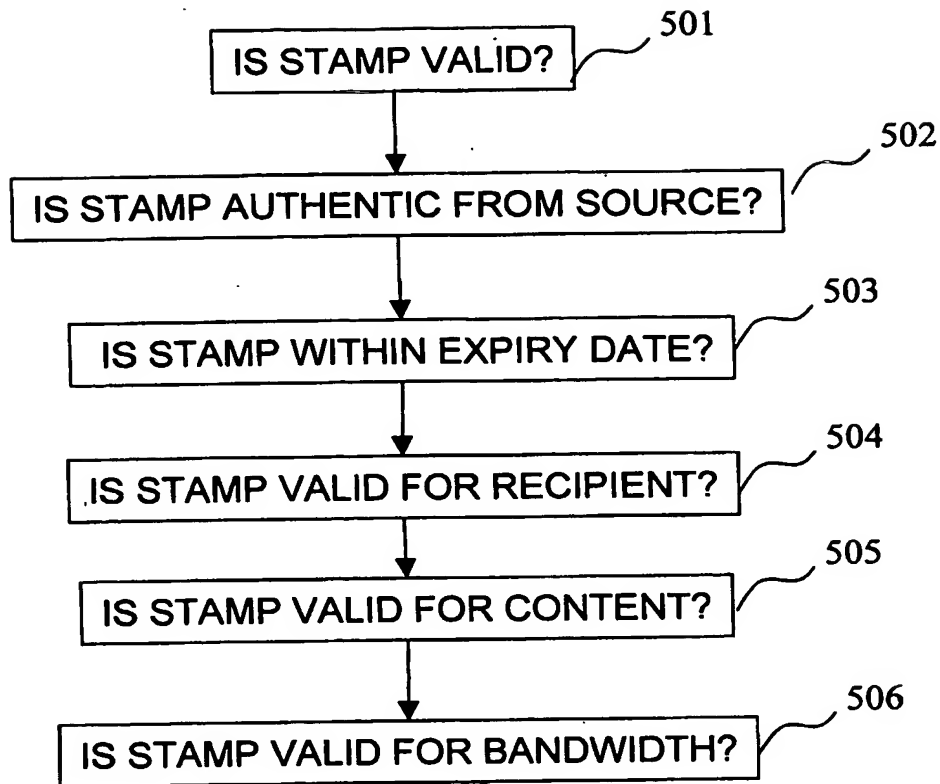 501
IS STAMP VALID?
502
IS STAMP AUTHENTIC FROM SOURCE?
503
IS STAMP WITHIN EXPIRY DATE?
504
IS STAMP VALID FOR RECIPIENT?
505
IS STAMP VALID FOR CONTENT?
506
IS STAMP VALID FOR BANDWIDTH?